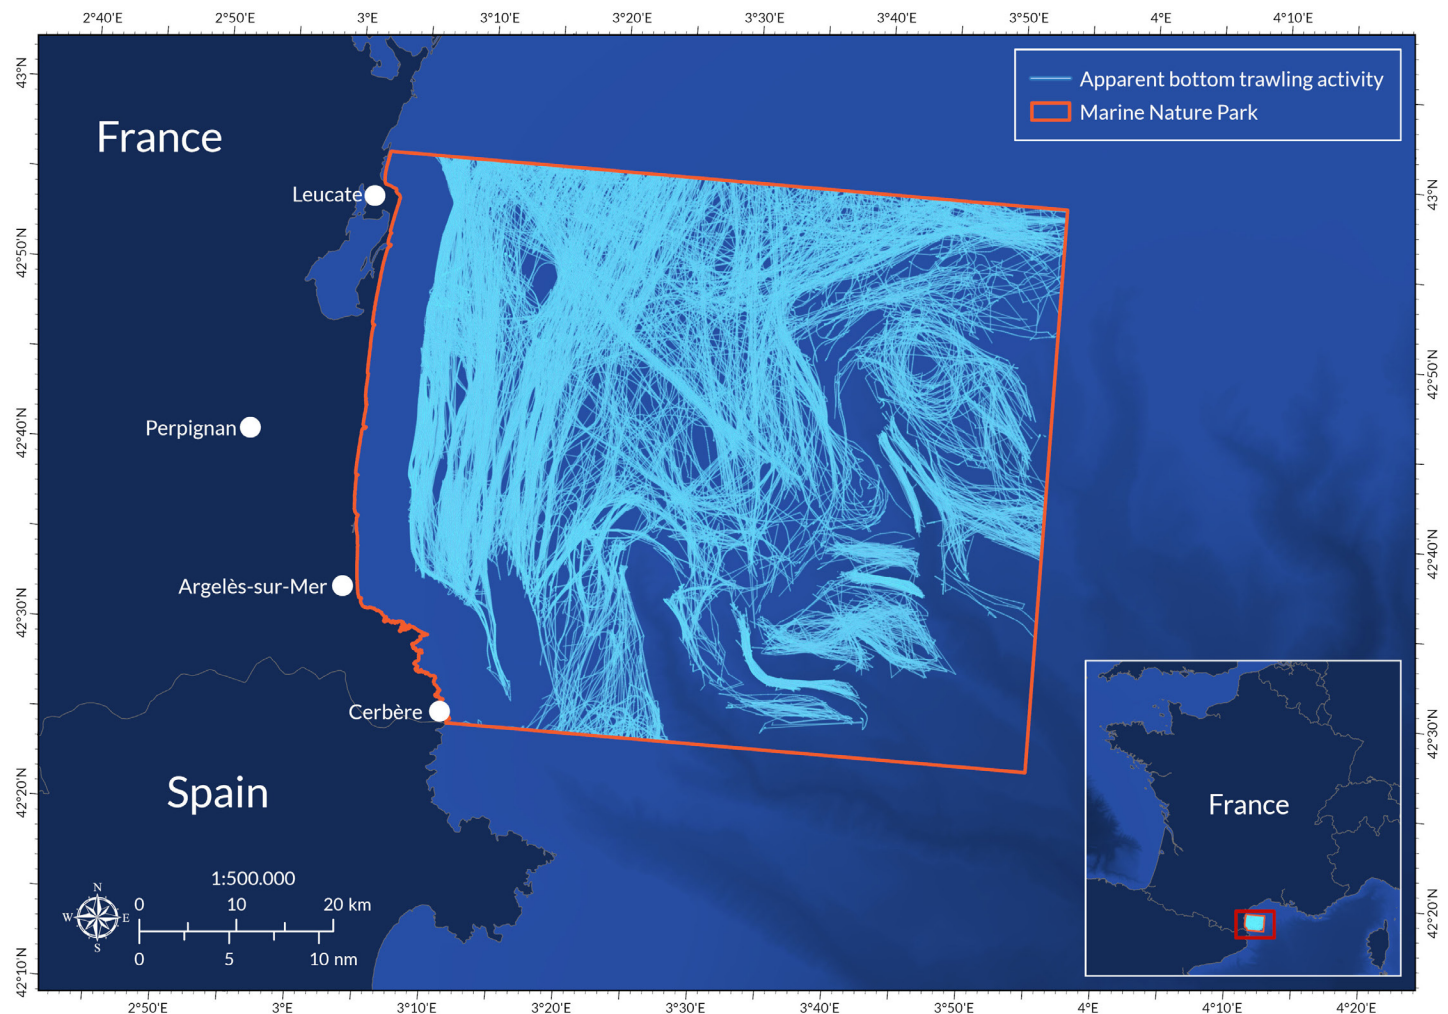 2°40'E 2°50'E 3°E 3°10'E 3°20'E 3°30'E 3°40'E 3°50'E 4°E 4°10'E
43°N
42°50'N
42°40'N
42°30'N
42°20'N
42°10'N
Apparent bottom trawling activity
Marine Nature Park
France
Leucate
Perpignan
Argelès-sur-Mer
Cerbère
Spain
1:500.000
0 10 20 km
0 5 10 nm
N
W E
S
France
43°N
42°50'N
42°40'N
42°30'N
42°20'N
2°50'E 3°E 3°10'E 3°20'E 3°30'E 3°40'E 3°50'E 4°E 4°10'E 4°20'E